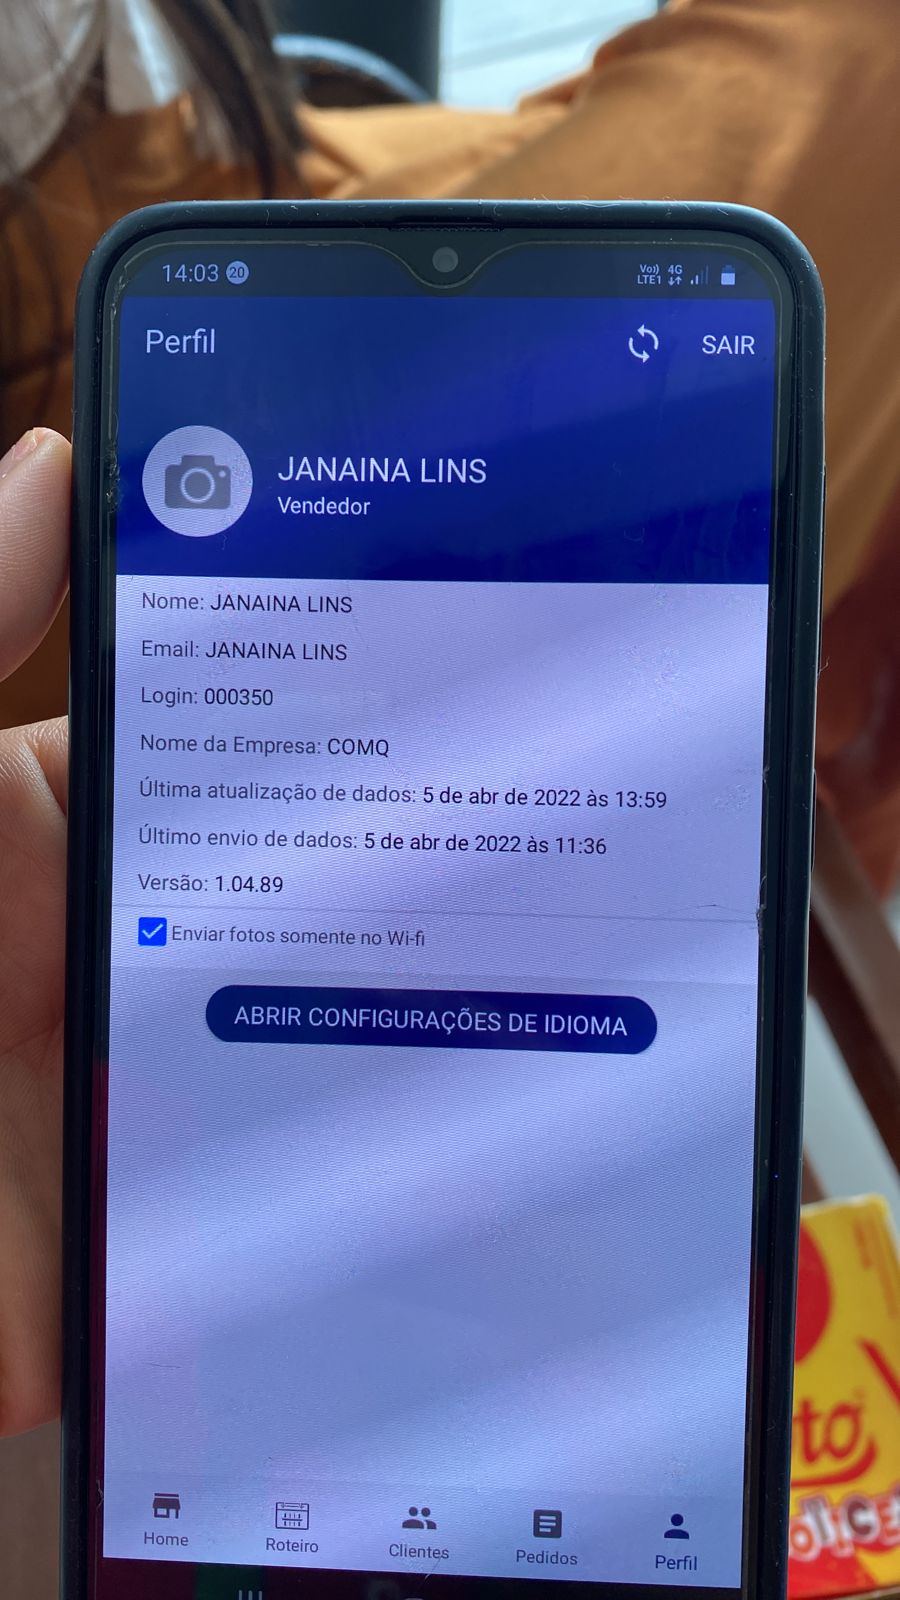 14:03 20
Vo)) 4G
LTE1
Perfil
SAIR
JANAINA LINS
Vendedor
Nome: JANAINA LINS
Email: JANAINA LINS
Login: 000350
Nome da Empresa: COMQ
Última atualização de dados: 5 de abr de 2022 às 13:59
Último envio de dados: 5 de abr de 2022 às 11:36
Versão: 1.04.89
Enviar fotos somente no Wi-fi
ABRIR CONFIGURAÇÕES DE IDIOMA
Home Roteiro Clientes Pedidos Perfil